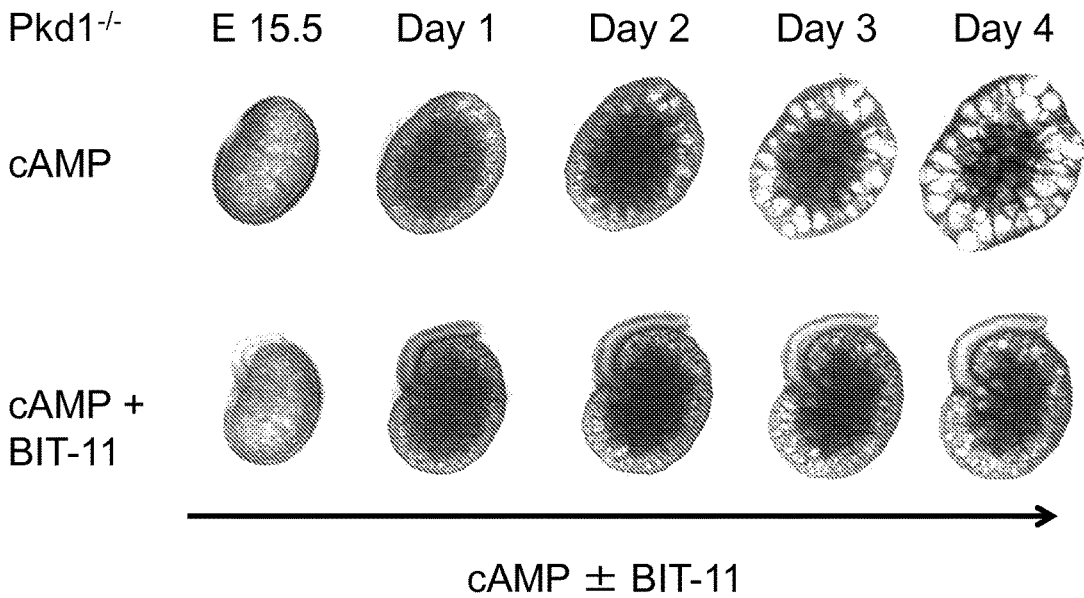 Pkd1-/- E 15.5 Day 1 Day 2 Day 3 Day 4
cAMP
cAMP +
BIT-11
cAMP ± BIT-11